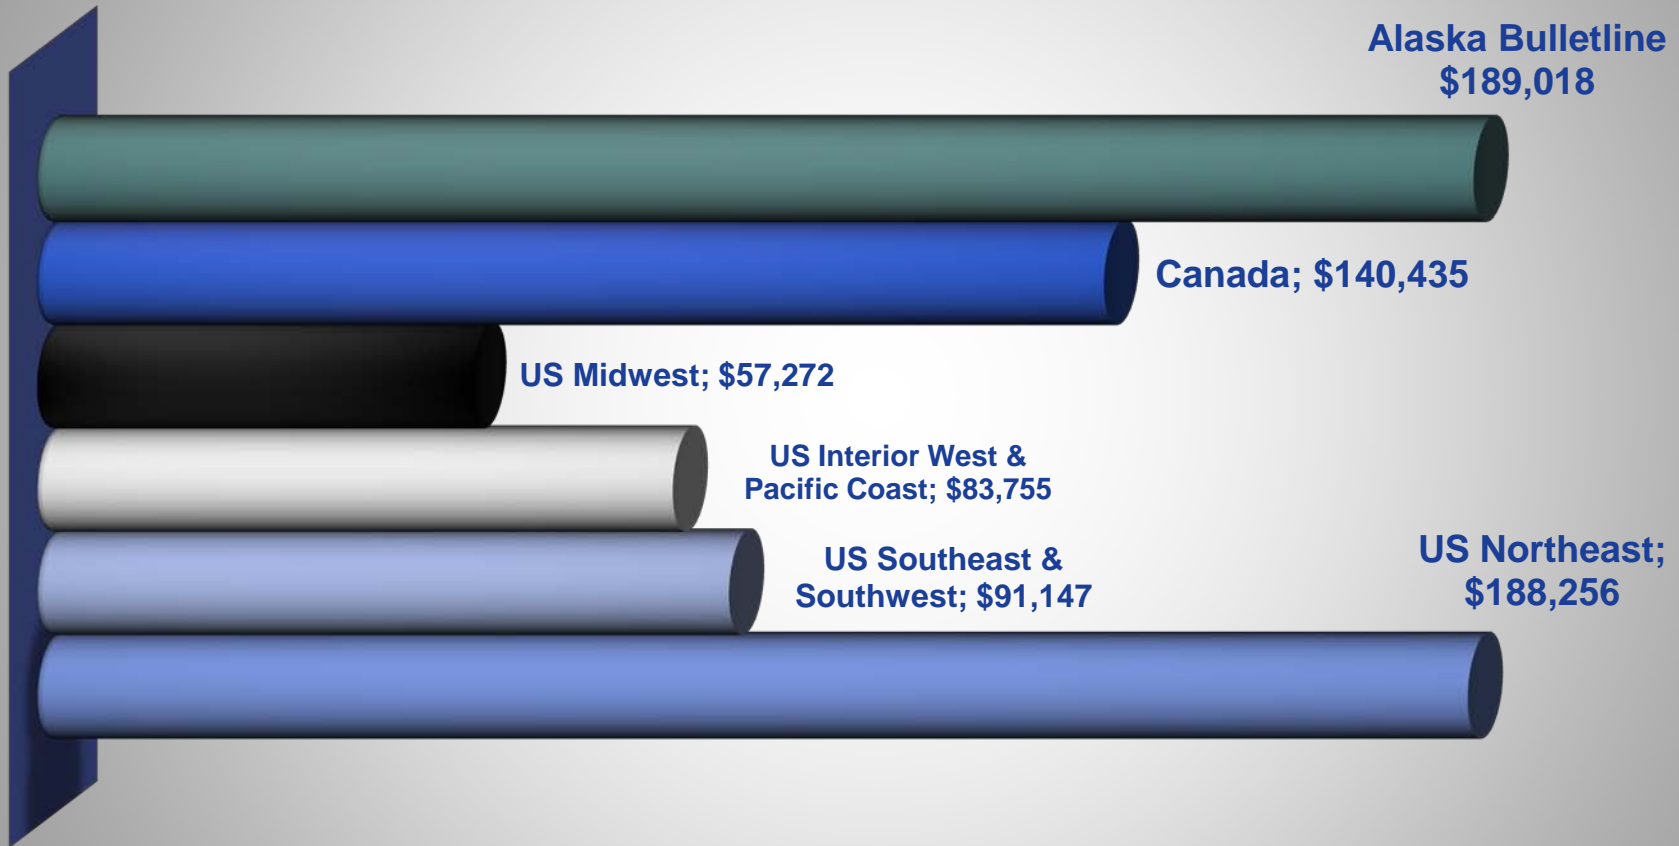 Alaska Bulletline
$189,018
Canada; $140,435
US Midwest; $57,272
US Interior West &
Pacific Coast; $83,755
US Southeast &
Southwest; $91,147
US Northeast;
$188,256